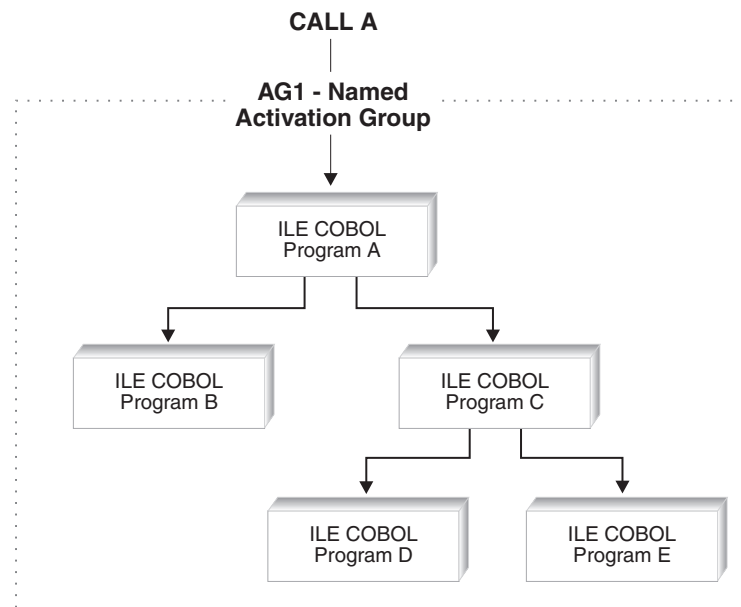 CALL A
AG1 - Named
Activation Group
ILE COBOL
Program A
ILE COBOL
Program B
ILE COBOL
Program C
ILE COBOL
Program D
ILE COBOL
Program E